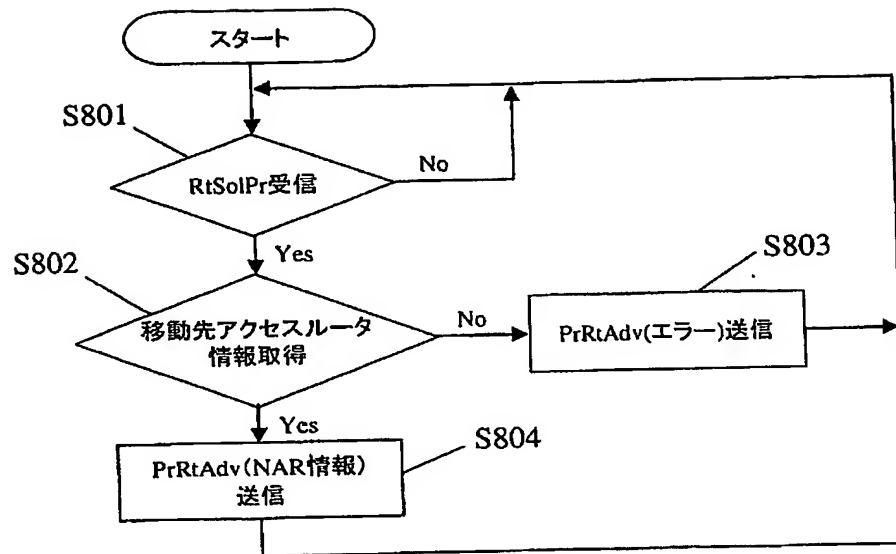 スタート
S801
RtSolPr受信
No
Yes
S802
S803
移動先アクセスルータ
情報取得
No
PrRtAdv(エラー)送信
Yes
S804
PrRtAdv(NAR情報)
送信